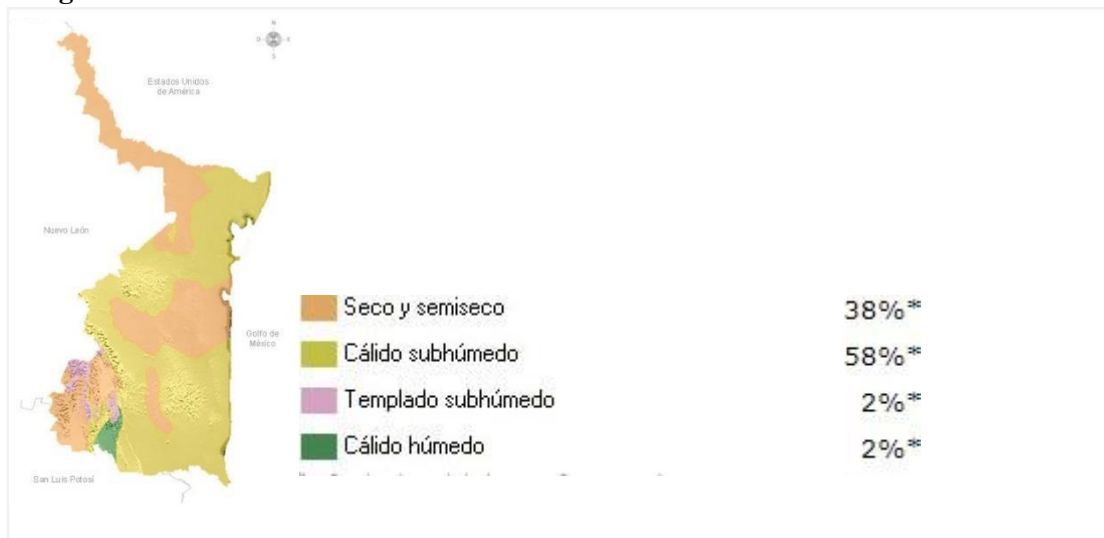 N
O
E
S
Estados Unidos
de América
Nuevo León
Golfo de
México
San Luis Potosí
Seco y semiseco 38%*
Cálido subhúmedo 58%*
Templado subhúmedo 2%*
Cálido húmedo 2%*